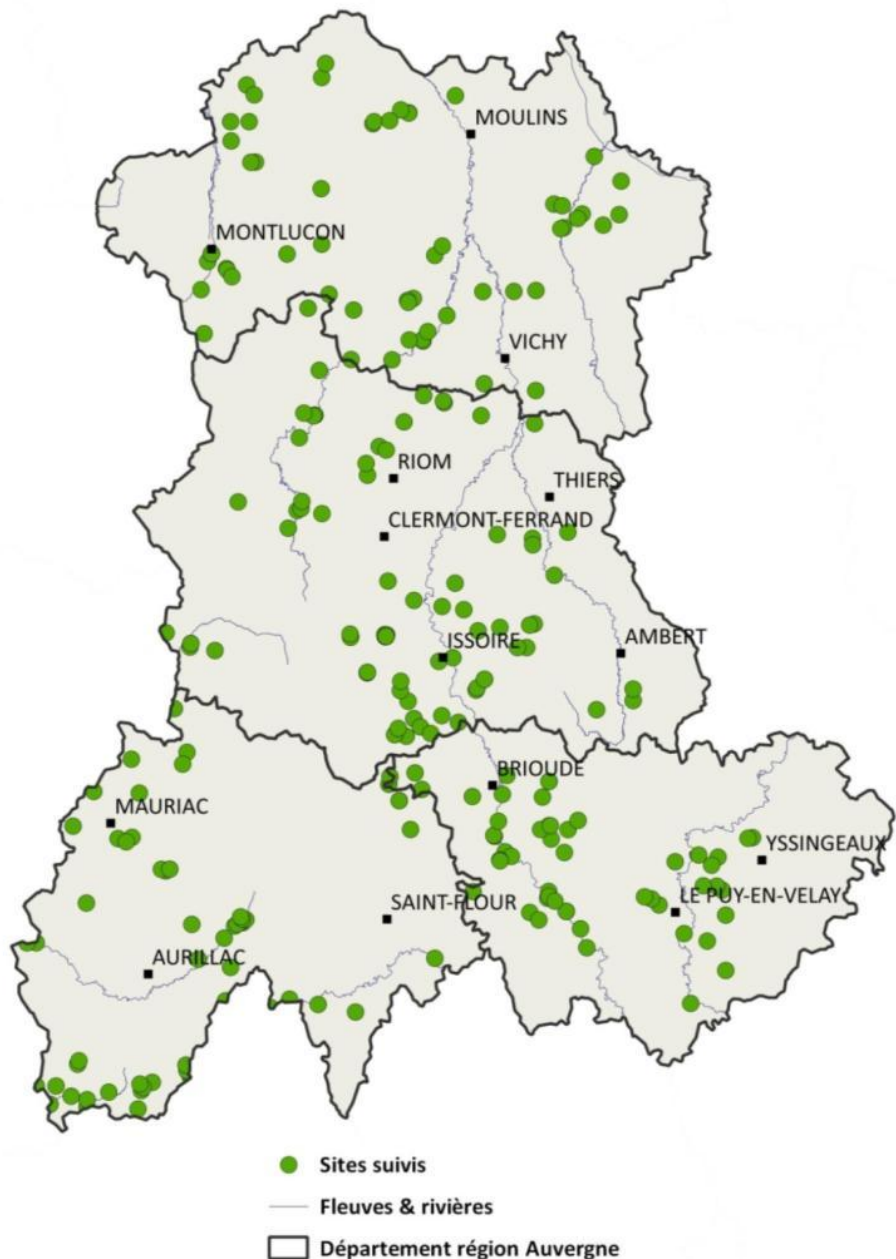 MOULINS
MONTLUCON
VICHY
RIOM
THIERS
CLERMONT-FERRAND
ISSOIRE
AMBERT
BRIOUDE
MAURIAC
YSSINGEAUX
SAINT-FLOUR
LE PUY-EN-VELAY
AURILLAC
Sites suivis
Fleuves & rivières
Département région Auvergne